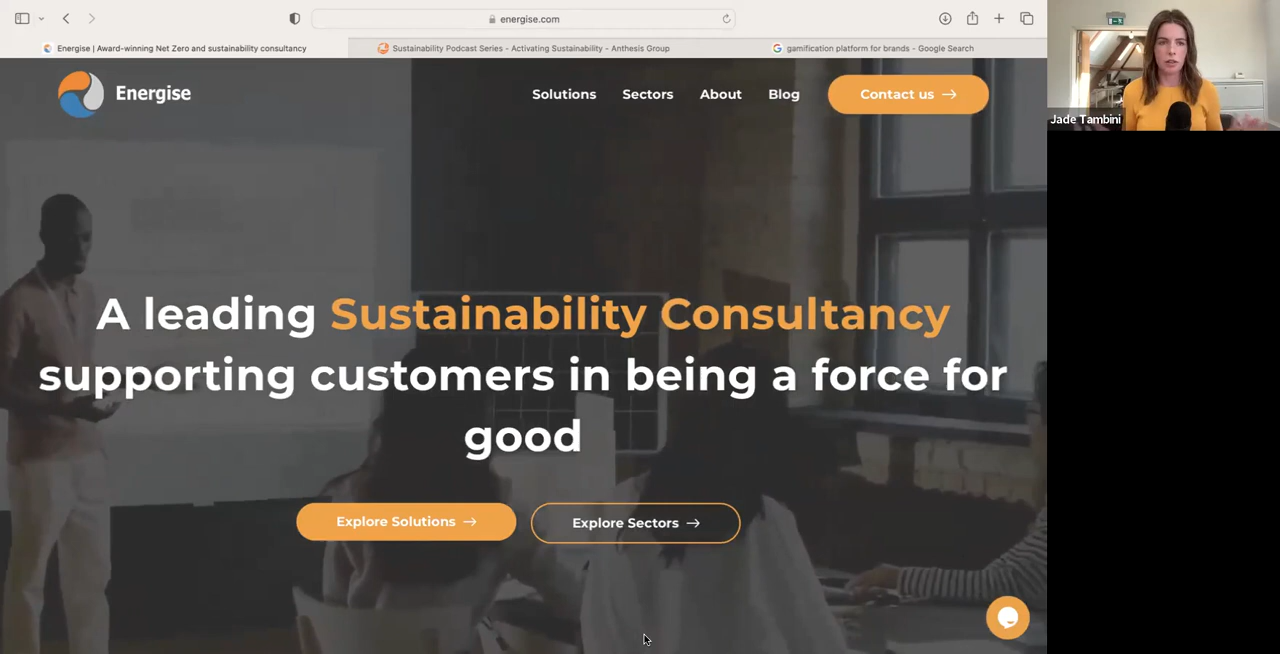 energise.com
Energise | Award-winning Net Zero and sustainability consultancy
Sustainability Podcast Series - Activating Sustainability - Anthesis Group
gamification platform for brands - Google Search
Energise
Solutions
Sectors
About
Blog
Contact us →
Jade Tambini
A leading Sustainability Consultancy
supporting customers in being a force for
good
Explore Solutions →
Explore Sectors →